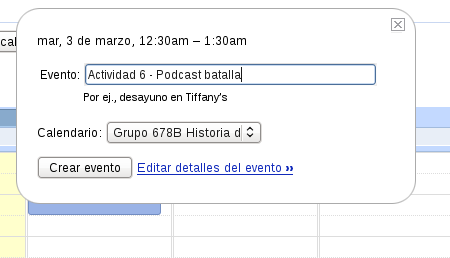 mar, 3 de marzo, 12:30am – 1:30am
cal
Evento: Actividad 6 - Podcast batalla
Por ej., desayuno en Tiffany's
Calendario: Grupo 678B Historia d
Crear evento Editar detalles del evento »